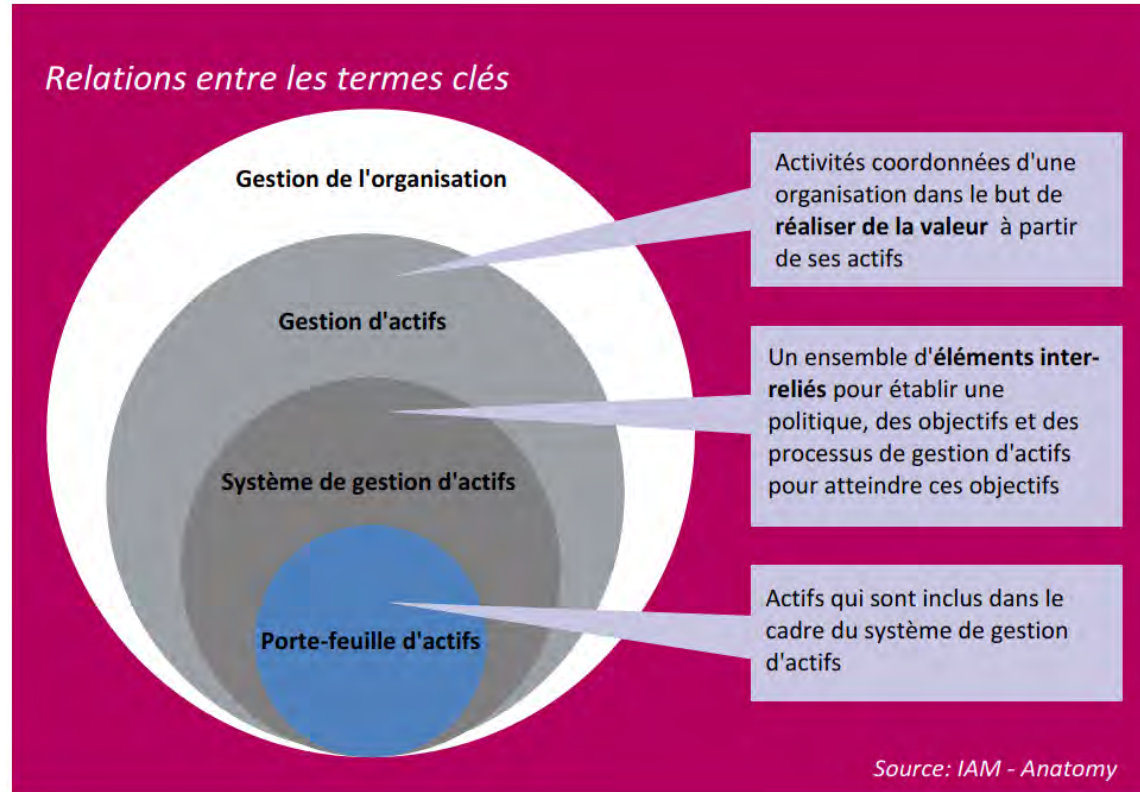 Relations entre les termes clés
Gestion de l'organisation
Gestion d'actifs
Système de gestion d'actifs
Porte-feuille d'actifs
Activités coordonnées d'une
organisation dans le but de
réaliser de la valeur à partir
de ses actifs
Un ensemble d'éléments inter-
reliés pour établir une
politique, des objectifs et des
processus de gestion d'actifs
pour atteindre ces objectifs
Actifs qui sont inclus dans le
cadre du système de gestion
d'actifs
Source: IAM - Anatomy